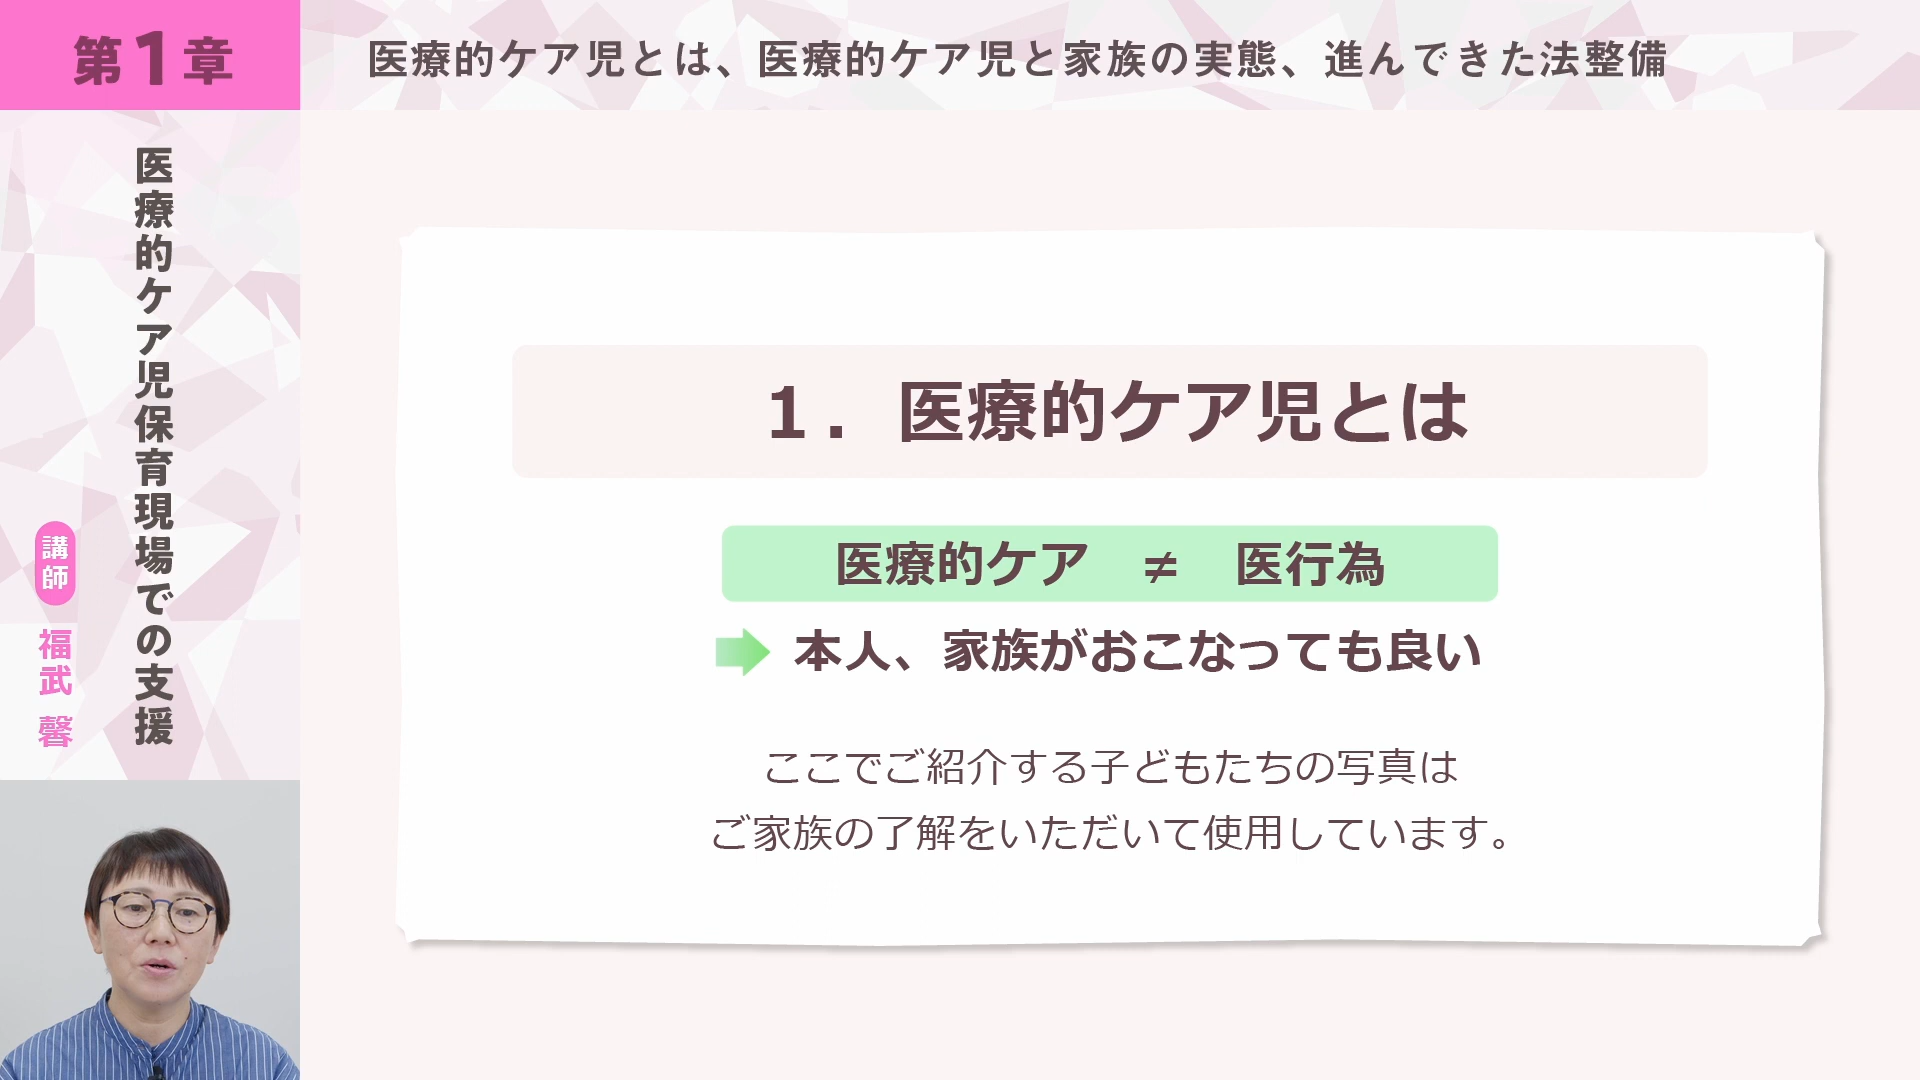 第1章
医療的ケア児とは、医療的ケア児と家族の実態、進んできた法整備
医療的ケア児保育現場での支援
講師
福武 馨
1. 医療的ケア児とは
医療的ケア ≠ 医行為
本人、家族がおこなっても良い
ここでご紹介する子どもたちの写真は
ご家族の了解をいただいて使用しています。